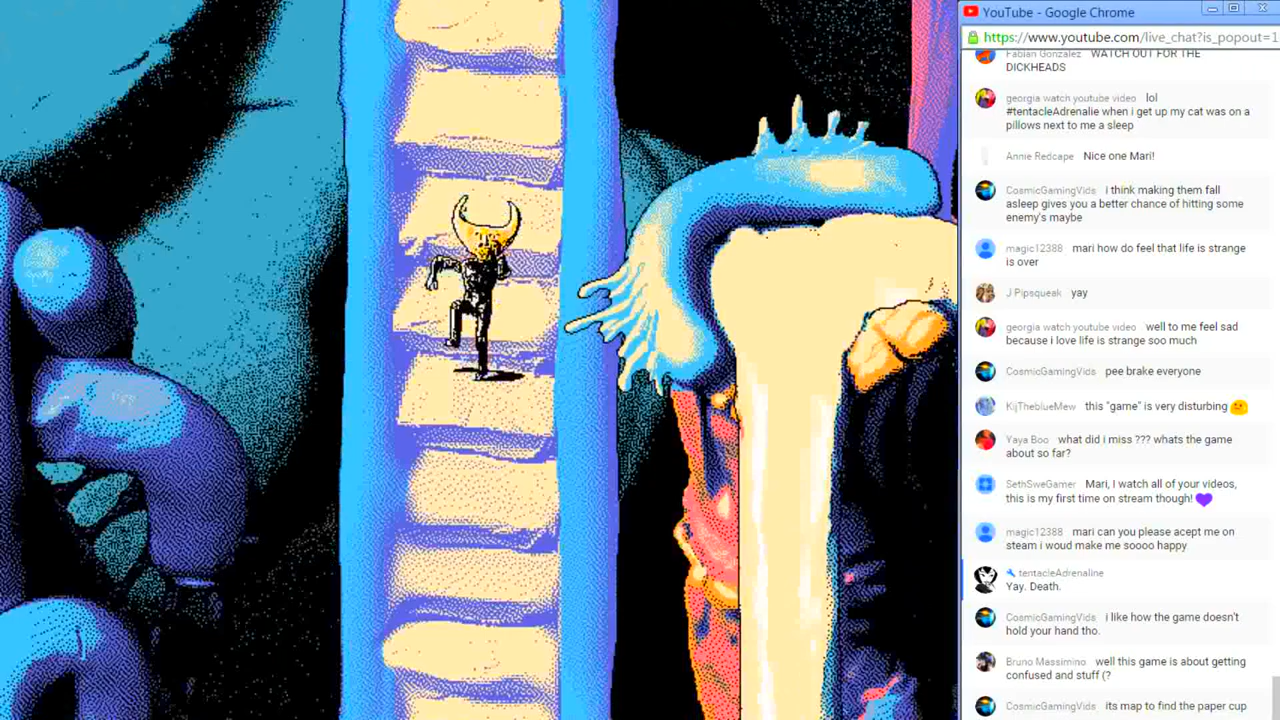 YouTube - Google Chrome
https://www.youtube.com/live_chat?is_popout=1
Fabian Gonzalez WATCH OUT FOR THE
DICKHEADS
georgia watch youtube video lol
#tentacleAdrenalie when i get up my cat was on a
pillows next to me a sleep
Annie Redcape Nice one Mari!
CosmicGamingVids i think making them fall
asleep gives you a better chance of hitting some
enemy's maybe
magic12388 mari how do feel that life is strange
is over
J Pipsqueak yay
georgia watch youtube video well to me feel sad
because i love life is strange soo much
CosmicGamingVids pee brake everyone
KijTheblueMew this "game" is very disturbing
Yaya Boo what did i miss ??? whats the game
about so far?
SethSweGamer Mari, I watch all of your videos,
this is my first time on stream though!
magic12388 mari can you please acept me on
steam i woud make me soooo happy
tentacleAdrenaline
Yay. Death.
CosmicGamingVids i like how the game doesn't
hold your hand tho.
Bruno Massimino well this game is about getting
confused and stuff (?
CosmicGamingVids its map to find the paper cup